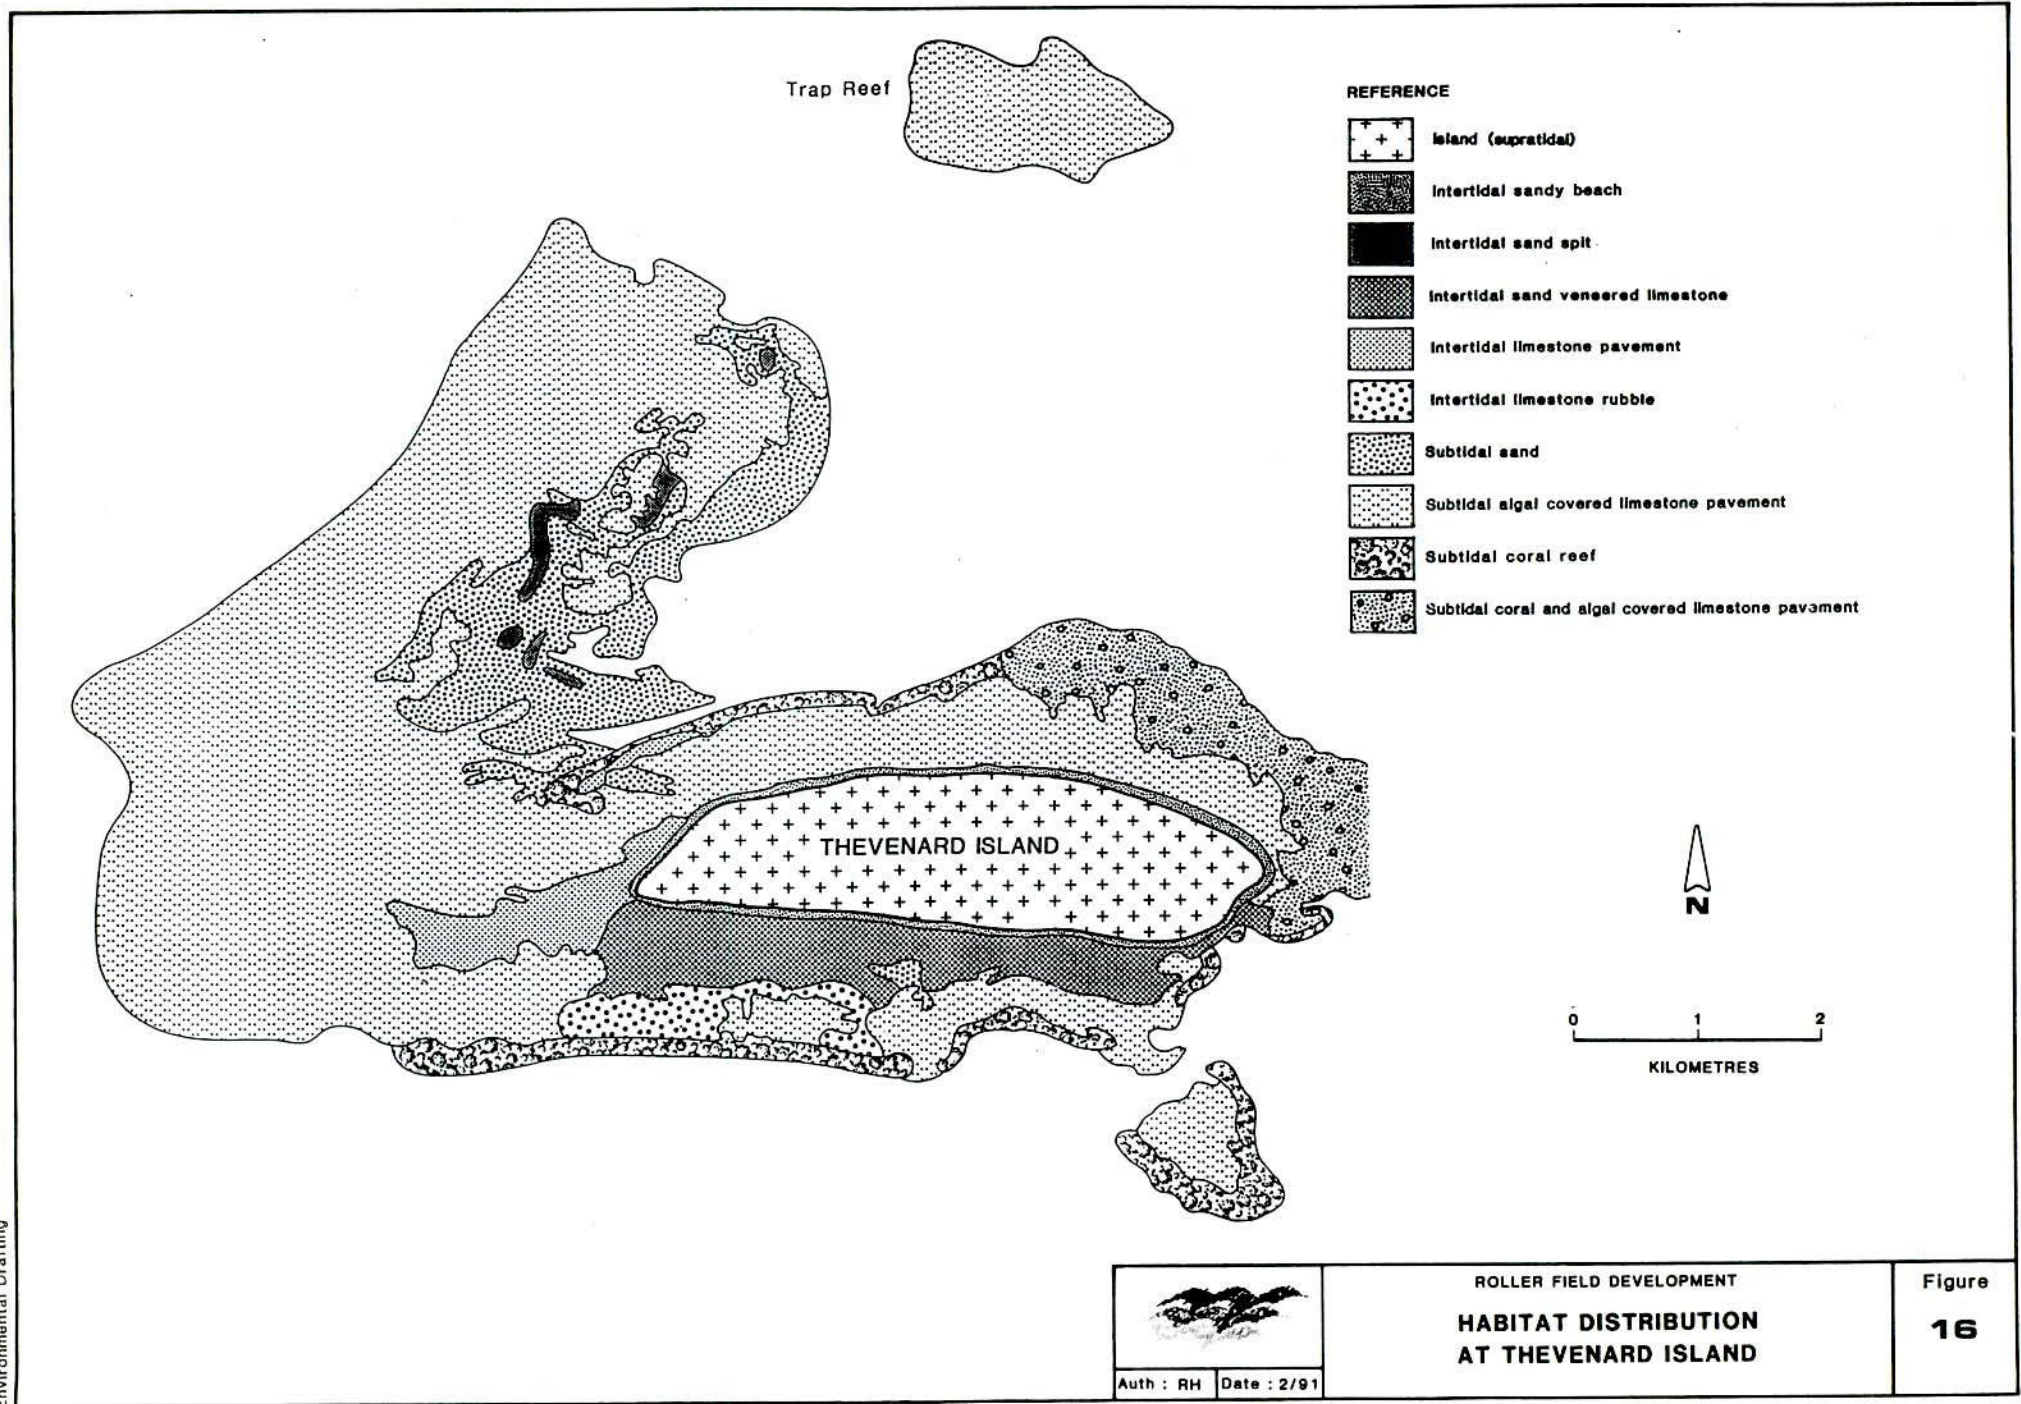 Trap Reef
REFERENCE
Island (supratidal)
Intertidal sandy beach
Intertidal sand spit
Intertidal sand veneered limestone
Intertidal limestone pavement
Intertidal limestone rubble
Subtidal sand
Subtidal algal covered limestone pavement
Subtidal coral reef
Subtidal coral and algal covered limestone pavement
THEVENARD ISLAND
N
0 1 2
KILOMETRES
Environmental Drafting
Auth : RH
Date : 2/91
ROLLER FIELD DEVELOPMENT
HABITAT DISTRIBUTION
AT THEVENARD ISLAND
Figure
16